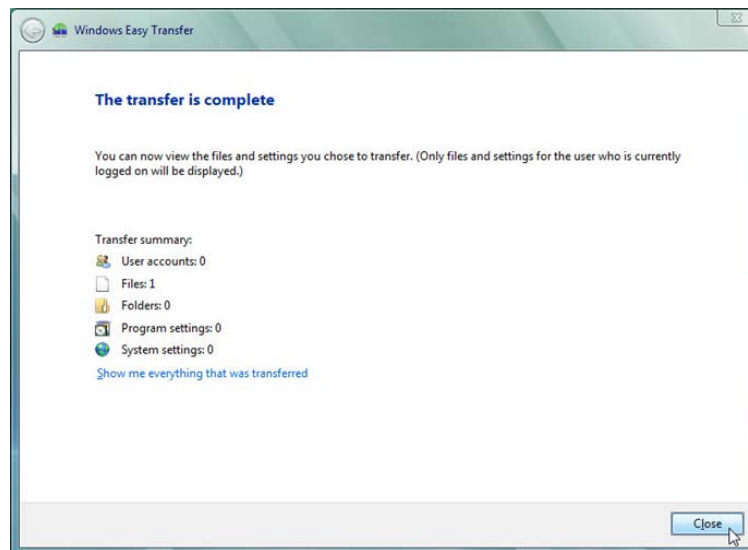 Windows Easy Transfer
The transfer is complete
You can now view the files and settings you chose to transfer. (Only files and settings for the user who is currently
logged on will be displayed.)
Transfer summary:
User accounts: 0
Files: 1
Folders: 0
Program settings: 0
System settings: 0
Show me everything that was transferred
Close